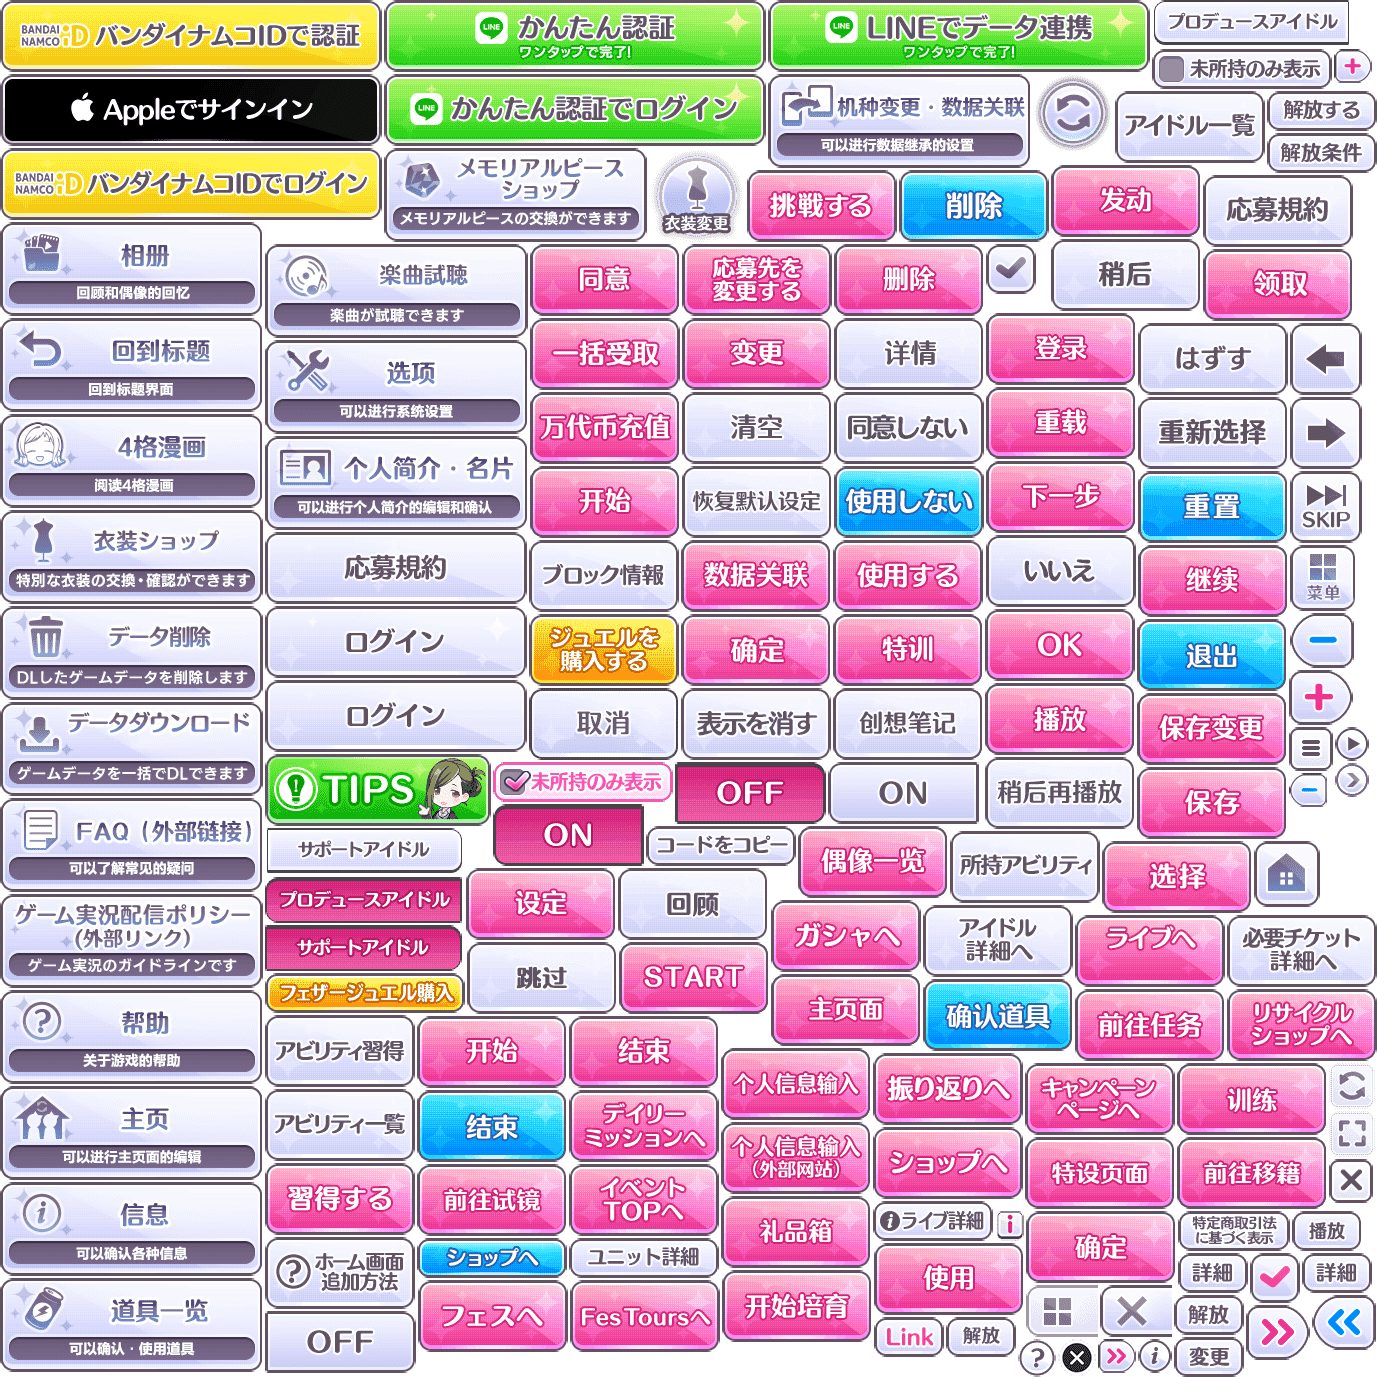 BANDAI NAMCO iD バンダイナムコIDで認証
LINE かんたん認証
ワンタップで完了!
LINE LINEでデータ連携
ワンタップで完了!
プロデュースアイドル
未所持のみ表示
Appleでサインイン
LINE かんたん認証でログイン
机种变更・数据关联
可以进行数据继承的设置
アイドル一覧
解放する
解放条件
BANDAI NAMCO iD バンダイナムコIDでログイン
メモリアルピース
ショップ
メモリアルピースの交換ができます
衣装変更
挑戦する
削除
发动
応募規約
相册
回顾和偶像的回忆
楽曲試聴
楽曲が試聴できます
同意
応募先を
変更する
删除
稍后
领取
回到标题
回到标题界面
选项
可以进行系统设置
一括受取
变更
详情
登录
はずす
4格漫画
阅读4格漫画
个人简介・名片
可以进行个人简介的编辑和确认
万代币充值
清空
同意しない
重载
重新选择
开始
恢复默认设定
使用しない
下一步
重置
SKIP
衣装ショップ
特別な衣装の交換・確認ができます
応募規約
ブロック情報
数据关联
使用する
いいえ
继续
菜单
データ削除
DLしたゲームデータを削除します
ログイン
ジュエルを
購入する
确定
特训
OK
退出
データダウンロード
ゲームデータを一括でDLできます
ログイン
取消
表示を消す
创想笔记
播放
保存变更
TIPS
未所持のみ表示
OFF
ON
稍后再播放
保存
FAQ（外部链接）
可以了解常见的疑问
サポートアイドル
ON
コードをコピー
偶像一览
所持アビリティ
选择
プロデュースアイドル
设定
回顾
ゲーム実況配信ポリシー
(外部リンク)
ゲーム実況のガイドラインです
サポートアイドル
ガシャへ
アイドル
詳細へ
ライブへ
必要チケット
詳細へ
フェザージュエル購入
跳过
START
主页面
确认道具
前往任务
リサイクル
ショップへ
帮助
关于游戏的帮助
アビリティ習得
开始
结束
个人信息输入
振り返りへ
キャンペーン
ページへ
训练
主页
可以进行主页面的编辑
アビリティ一覧
结束
デイリー
ミッションへ
个人信息输入
（外部网站）
ショップへ
特设页面
前往移籍
信息
可以确认各种信息
習得する
前往试镜
イベント
TOPへ
礼品箱
ライブ詳細
确定
特定商取引法
に基づく表示
播放
ホーム画面
追加方法
ショップへ
ユニット詳細
使用
詳細
詳細
道具一览
可以确认・使用道具
OFF
フェスへ
FesToursへ
开始培育
Link
解放
解放
変更